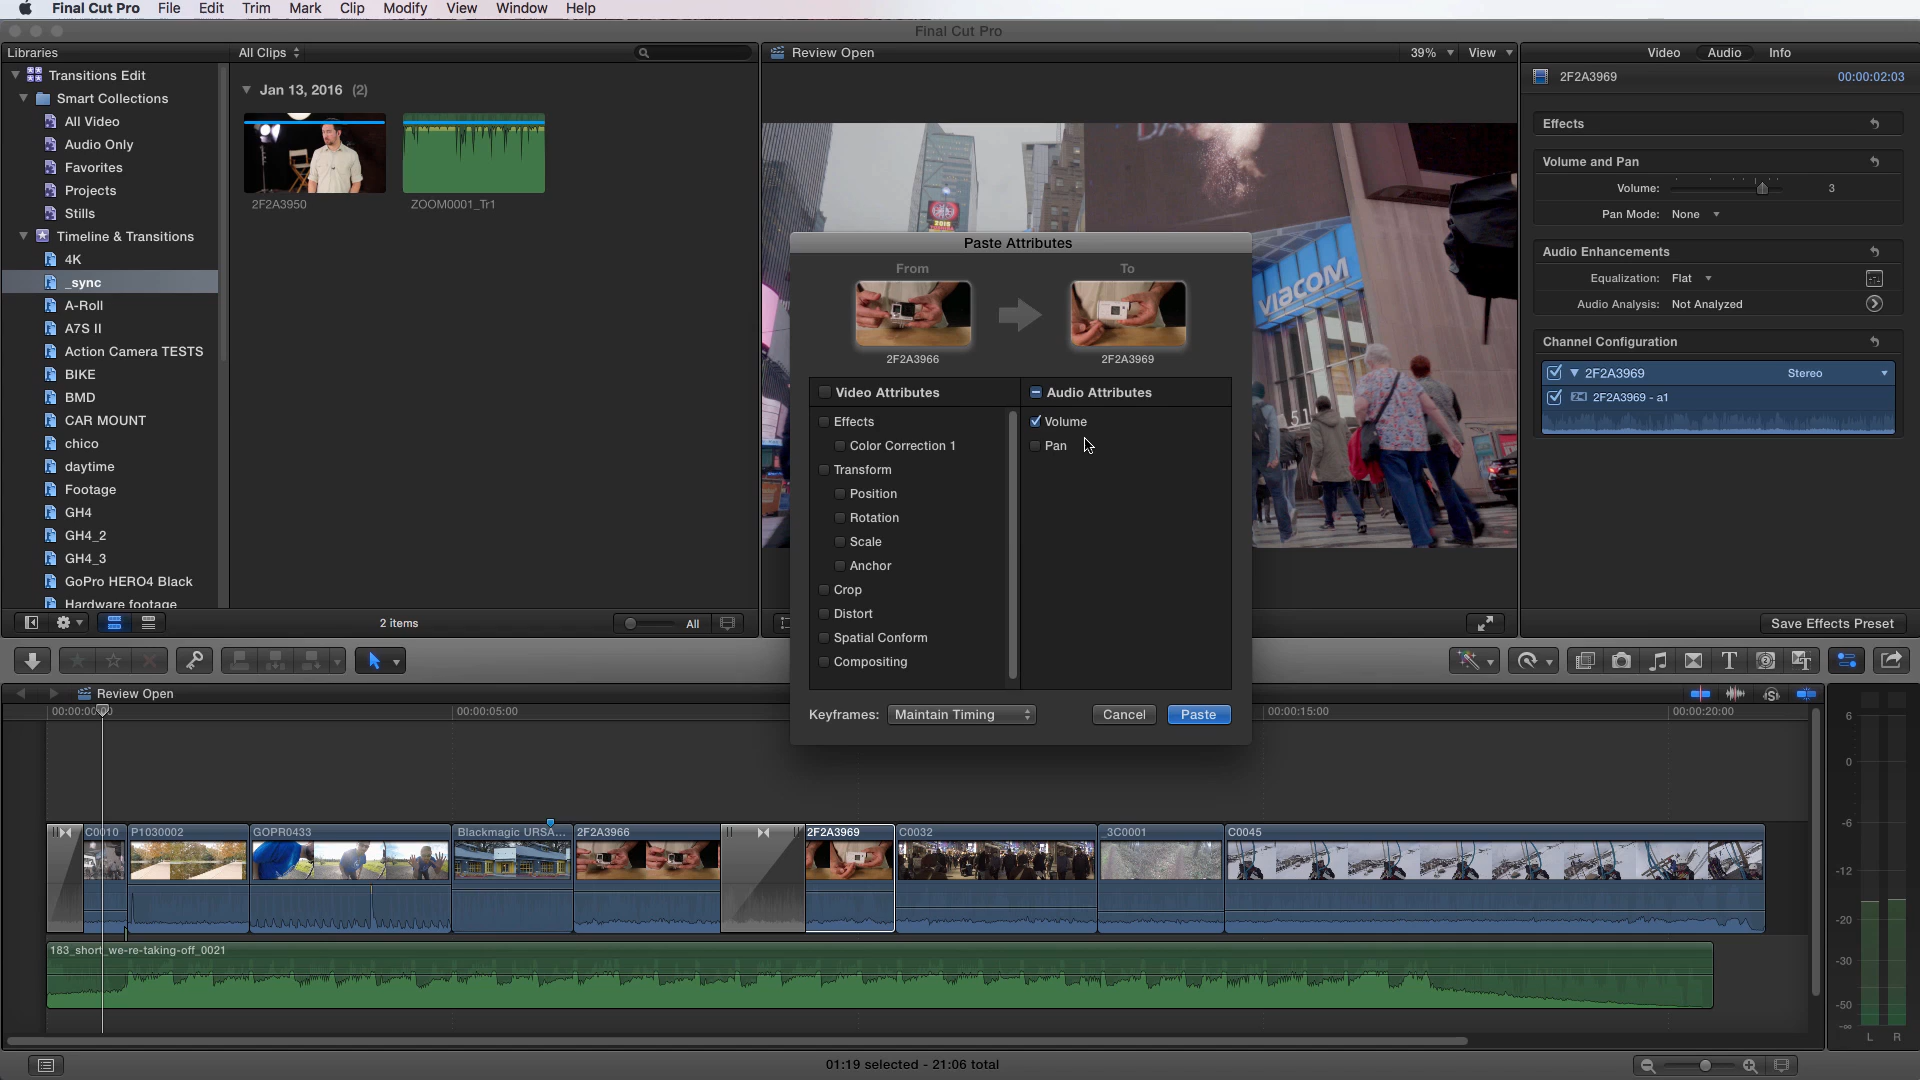 Final Cut Pro File Edit Trim Mark Clip Modify View Window Help
Final Cut Pro
Libraries
All Clips
Review Open
39%
View
Video
Audio
Info
Transitions Edit
Smart Collections
All Video
Audio Only
Favorites
Projects
Stills
Timeline & Transitions
4K
_sync
A-Roll
A7S II
Action Camera TESTS
BIKE
BMD
CAR MOUNT
chico
daytime
Footage
GH4
GH4_2
GH4_3
GoPro HERO4 Black
Hardware footage
Jan 13, 2016 (2)
2F2A3950
ZOOM0001_Tr1
2 items
All
2015
VIACOM
1515
Paste Attributes
From
To
2F2A3966
2F2A3969
Video Attributes
Effects
Color Correction 1
Transform
Position
Rotation
Scale
Anchor
Crop
Distort
Spatial Conform
Compositing
Audio Attributes
Volume
Pan
Keyframes: Maintain Timing
Cancel
Paste
2F2A3969
00:00:02:03
Effects
Volume and Pan
Volume: 3
Pan Mode: None
Audio Enhancements
Equalization: Flat
Audio Analysis: Not Analyzed
Channel Configuration
2F2A3969 Stereo
2F2A3969 - a1
Save Effects Preset
Review Open
00:00:05:00
00:00:15:00
00:00:20:00
C0010
P1030002
GOPR0433
Blackmagic URSA...
2F2A3966
2F2A3969
C0032
_3C0001
C0045
183_short_we-re-taking-off_0021
6
0
-6
-12
-20
-30
-50
-∞
L R
01:19 selected - 21:06 total